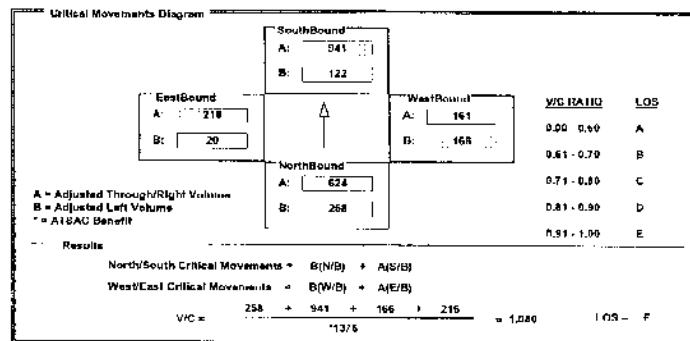 Critical Movements Diagram
SouthBound
A: 941
B: 122
EastBound
A: 218
B: 20
WestBound
A: 161
B: 166
NorthBound
A: 624
B: 268
V/C RATIO LOS
0.00 - 0.60 A
0.61 - 0.70 B
0.71 - 0.80 C
0.81 - 0.90 D
0.91 - 1.00 E
A = Adjusted Through/Right Volume
B = Adjusted Left Volume
* = ATSAC Benefit
Results
North/South Critical Movements = B(N/B) + A(S/B)
West/East Critical Movements = B(W/B) + A(E/B)
V/C = 258 + 941 + 166 + 216 = 1.080 LOS = F
*1375